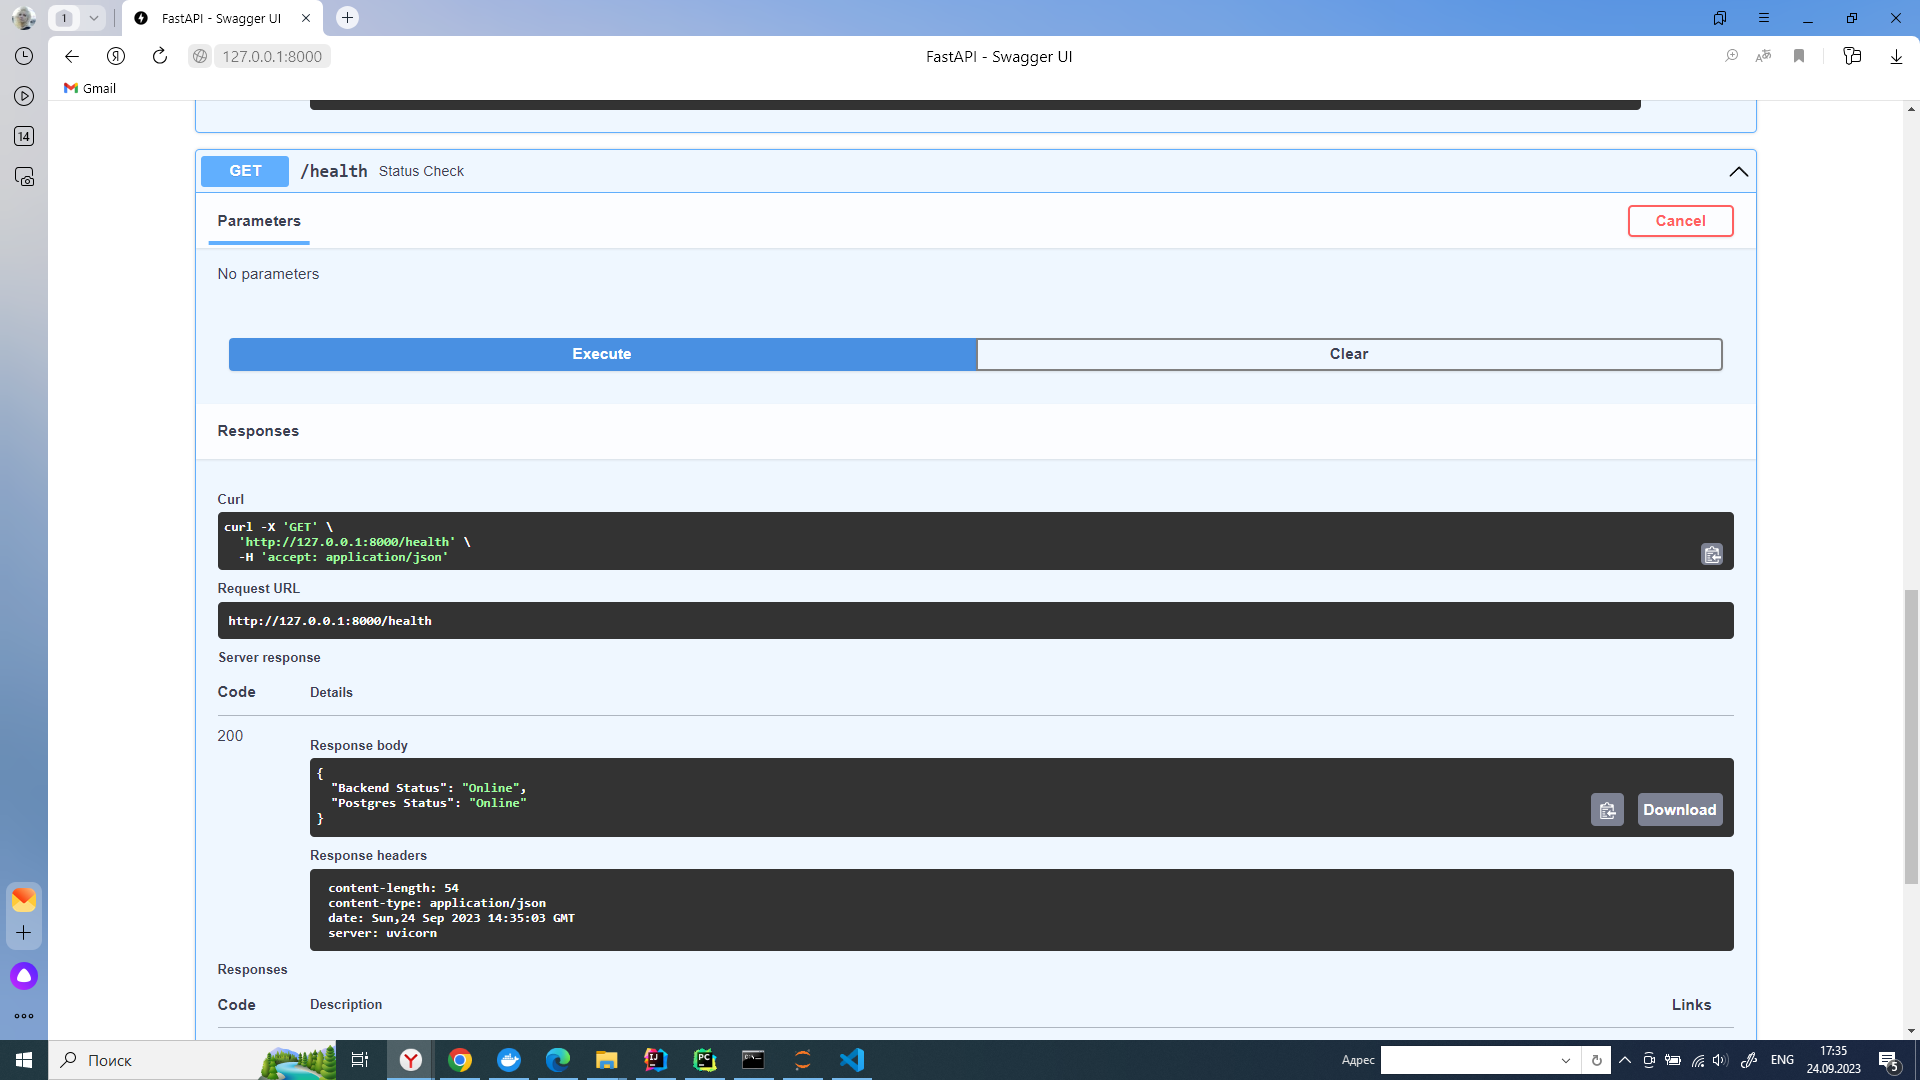 1
FastAPI - Swagger UI
127.0.0.1:8000
FastAPI - Swagger UI
Gmail
14
GET /health Status Check
Parameters
Cancel
No parameters
Execute
Clear
Responses
Curl
curl -X 'GET' \
'http://127.0.0.1:8000/health' \
-H 'accept: application/json'
Request URL
http://127.0.0.1:8000/health
Server response
Code Details
200
Response body
{
"Backend Status": "Online",
"Postgres Status": "Online"
}
Download
Response headers
content-length: 54
content-type: application/json
date: Sun,24 Sep 2023 14:35:03 GMT
server: uvicorn
Responses
Code Description Links
Поиск
Адрес
ENG
17:35
24.09.2023
5